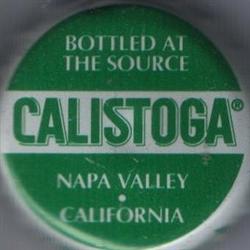 BOTTLED AT
THE SOURCE
CALISTOGA®
NAPA VALLEY
•
CALIFORNIA